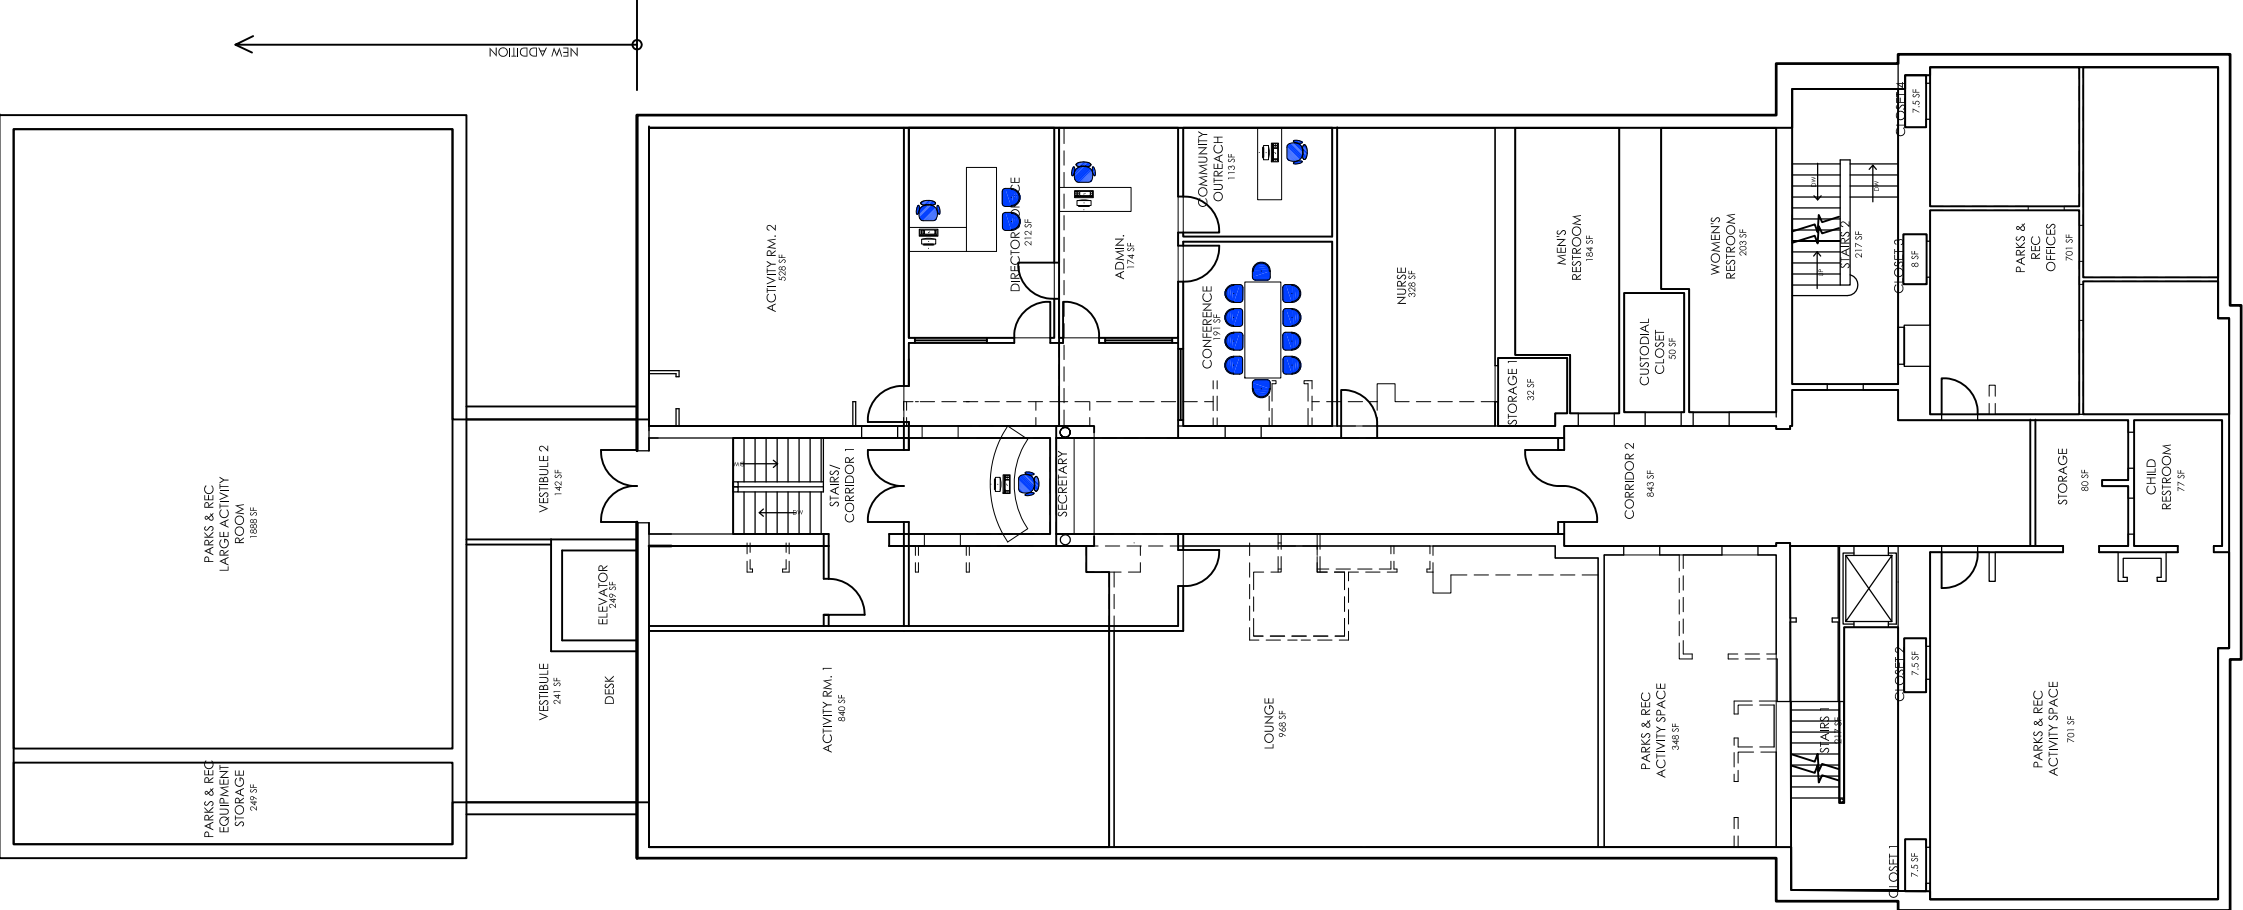 NEW ADDITION
PARKS & REC
LARGE ACTIVITY
ROOM
1888 SF
PARKS & REC
EQUIPMENT
STORAGE
249 SF
VESTIBULE 2
142 SF
ELEVATOR
249 SF
VESTIBULE
241 SF
DESK
ACTIVITY RM. 2
528 SF
DIRECTOR
212 SF
ADMIN.
174 SF
COMMUNITY
OUTREACH
113 SF
CONFERENCE
191 SF
NURSE
328 SF
STORAGE 1
32 SF
MEN'S
RESTROOM
184 SF
CUSTODIAL
CLOSET
50 SF
WOMEN'S
RESTROOM
203 SF
DW
DW
UP
STAIRS 2
217 SF
CLOSET 4
7.5 SF
CLOSET 3
8 SF
PARKS &
REC
OFFICES
701 SF
DW
DW
STAIRS/
CORRIDOR 1
SECRETARY
CORRIDOR 2
843 SF
STORAGE
80 SF
CHILD
RESTROOM
77 SF
ACTIVITY RM. 1
840 SF
LOUNGE
968 SF
PARKS & REC
ACTIVITY SPACE
348 SF
STAIRS 1
CLOSET 2
7.5 SF
CLOSET 1
7.5 SF
PARKS & REC
ACTIVITY SPACE
701 SF